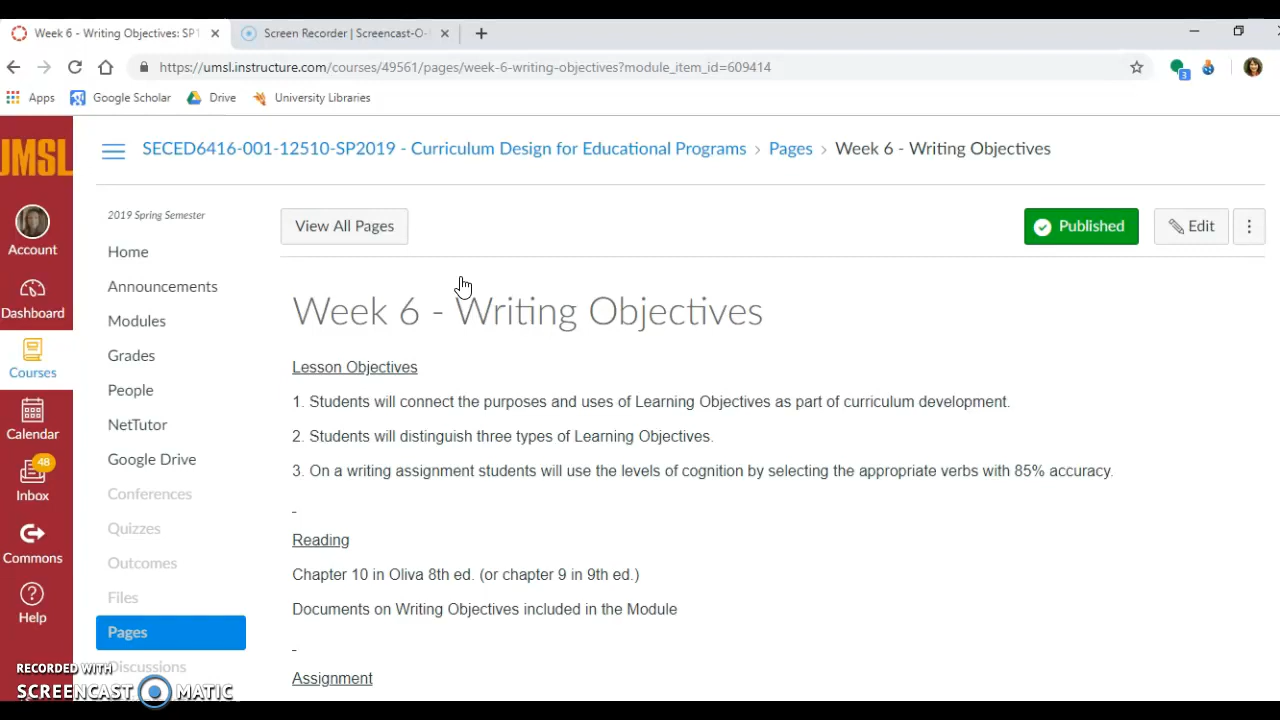 Week 6 - Writing Objectives: SP1
Screen Recorder | Screencast-O-
https://umsl.instructure.com/courses/49561/pages/week-6-writing-objectives?module_item_id=609414
3
Apps Google Scholar Drive University Libraries
UMSL
SECED6416-001-12510-SP2019 - Curriculum Design for Educational Programs > Pages > Week 6 - Writing Objectives
2019 Spring Semester
View All Pages
Published
Edit
Account
Dashboard
Courses
Calendar
48
Inbox
Commons
Help
Home
Announcements
Modules
Grades
People
NetTutor
Google Drive
Conferences
Quizzes
Outcomes
Files
Pages
Discussions
Week 6 - Writing Objectives
Lesson Objectives
1. Students will connect the purposes and uses of Learning Objectives as part of curriculum development.
2. Students will distinguish three types of Learning Objectives.
3. On a writing assignment students will use the levels of cognition by selecting the appropriate verbs with 85% accuracy.
Reading
Chapter 10 in Oliva 8th ed. (or chapter 9 in 9th ed.)
Documents on Writing Objectives included in the Module
Assignment
RECORDED WITH
SCREENCAST MATIC